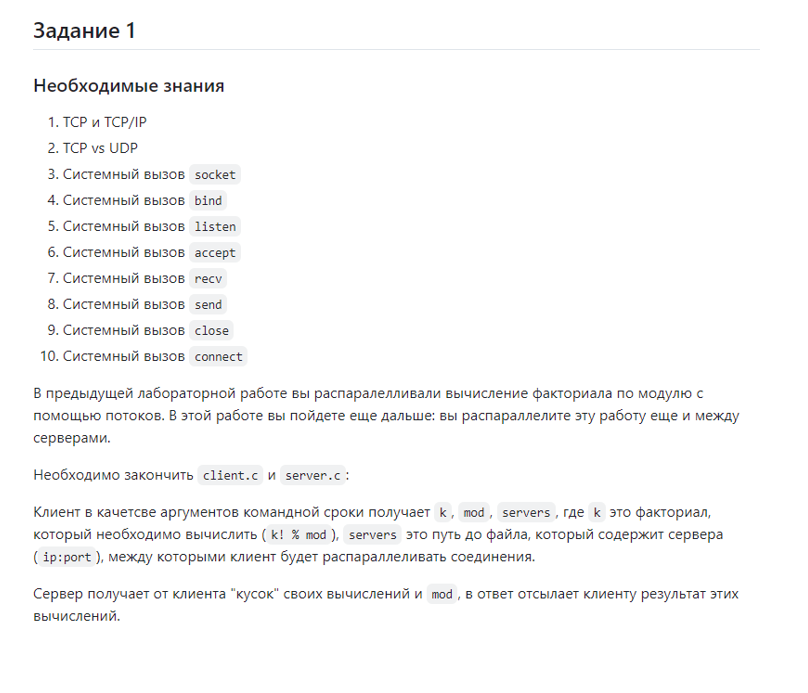 Задание 1
Необходимые знания
1. TCP и TCP/IP
2. TCP vs UDP
3. Системный вызов socket
4. Системный вызов bind
5. Системный вызов listen
6. Системный вызов accept
7. Системный вызов recv
8. Системный вызов send
9. Системный вызов close
10. Системный вызов connect
В предыдущей лабораторной работе вы распаралелливали вычисление факториала по модулю с
помощью потоков. В этой работе вы пойдете еще дальше: вы распараллелите эту работу еще и между
серверами.
Необходимо закончить client.c и server.c:
Клиент в качетсве аргументов командной сроки получает k, mod, servers, где k это факториал,
который необходимо вычислить (k! % mod), servers это путь до файла, который содержит сервера
(ip:port), между которыми клиент будет распараллеливать соединения.
Сервер получает от клиента "кусок" своих вычислений и mod, в ответ отсылает клиенту результат этих
вычислений.